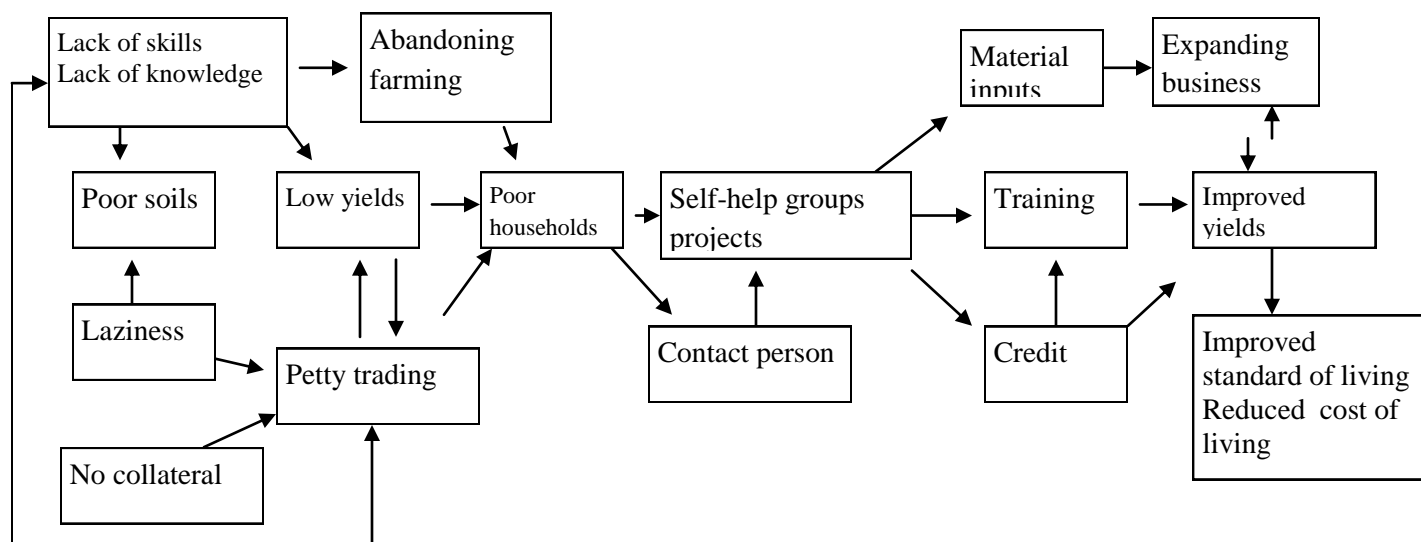 Lack of skills
Lack of knowledge
Abandoning
farming
Material
inputs
Expanding
business
Poor soils
Low yields
Poor
households
Self-help groups
projects
Training
Improved
yields
Laziness
Petty trading
Contact person
Credit
Improved
standard of living
Reduced cost of
living
No collateral